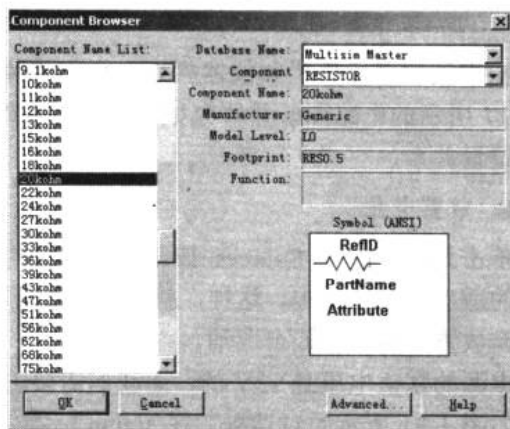 Component Browser
Component Name List:
9.1kohm
10kohm
11kohm
12kohm
13kohm
15kohm
16kohm
18kohm
20kohm
22kohm
24kohm
27kohm
30kohm
33kohm
36kohm
39kohm
43kohm
47kohm
51kohm
56kohm
62kohm
68kohm
75kohm
Database Name: Multisim Master
Component RESISTOR
Component Name: 20kohm
Manufacturer: Generic
Model Level: L0
Footprint: RES0.5
Function:
Symbol (ANSI)
RefID
PartName
Attribute
OK Cancel Advanced... Help